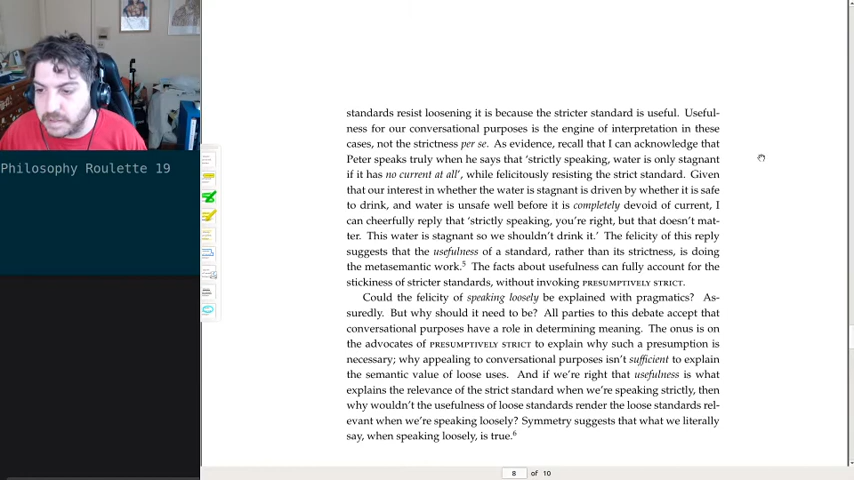 Philosophy Roulette 19
standards resist loosening it is because the stricter standard is useful. Useful-
ness for our conversational purposes is the engine of interpretation in these
cases, not the strictness per se. As evidence, recall that I can acknowledge that
Peter speaks truly when he says that ‘strictly speaking, water is only stagnant
if it has no current at all’, while felicitously resisting the strict standard. Given
that our interest in whether the water is stagnant is driven by whether it is safe
to drink, and water is unsafe well before it is completely devoid of current, I
can cheerfully reply that ‘strictly speaking, you’re right, but that doesn’t mat-
ter. This water is stagnant so we shouldn’t drink it.’ The felicity of this reply
suggests that the usefulness of a standard, rather than its strictness, is doing
the metasemantic work.5 The facts about usefulness can fully account for the
stickiness of stricter standards, without invoking PRESUMPTIVELY STRICT.
Could the felicity of speaking loosely be explained with pragmatics? As-
suredly. But why should it need to be? All parties to this debate accept that
conversational purposes have a role in determining meaning. The onus is on
the advocates of PRESUMPTIVELY STRICT to explain why such a presumption is
necessary; why appealing to conversational purposes isn’t sufficient to explain
the semantic value of loose uses. And if we’re right that usefulness is what
explains the relevance of the strict standard when we’re speaking strictly, then
why wouldn’t the usefulness of loose standards render the loose standards rel-
evant when we’re speaking loosely? Symmetry suggests that what we literally
say, when speaking loosely, is true.6
8 of 10